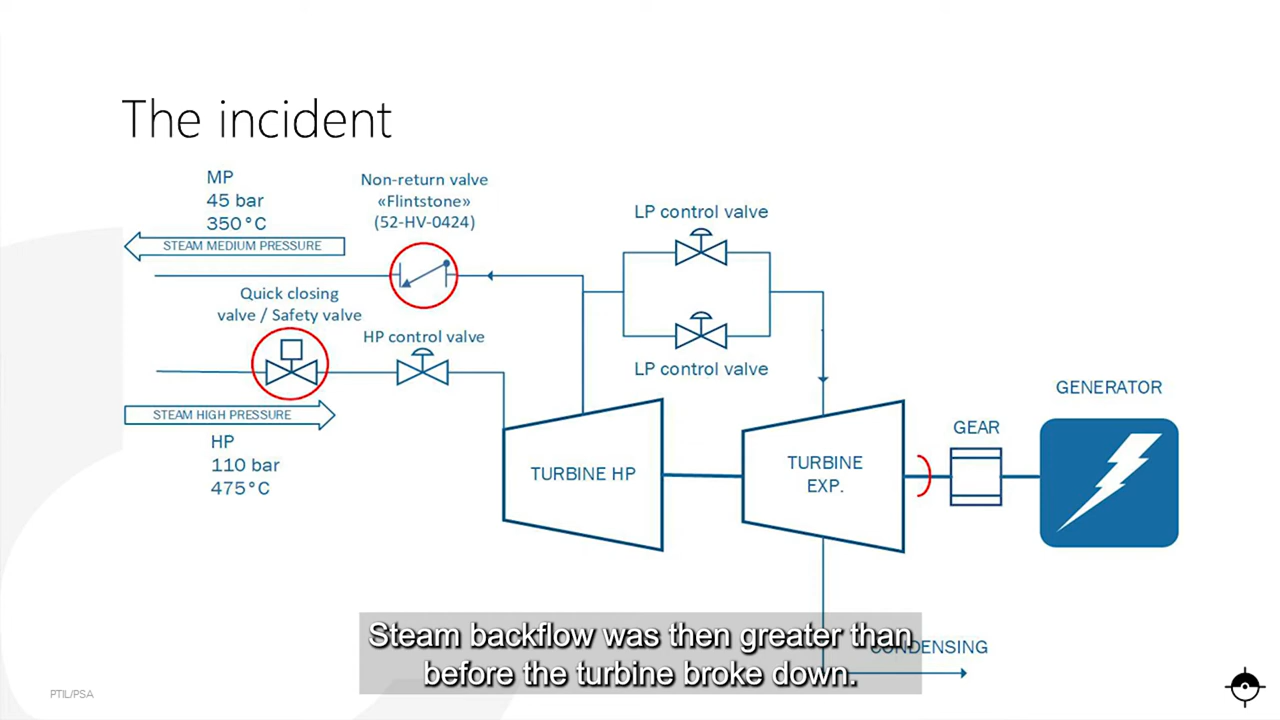 The incident
MP
45 bar
350°C
STEAM MEDIUM PRESSURE
Non-return valve
«Flintstone»
(52-HV-0424)
LP control valve
Quick closing
valve / Safety valve
HP control valve
LP control valve
STEAM HIGH PRESSURE
HP
110 bar
475°C
TURBINE HP
TURBINE
EXP.
GEAR
GENERATOR
CONDENSING
Steam backflow was then greater than
before the turbine broke down.
PTIL/PSA